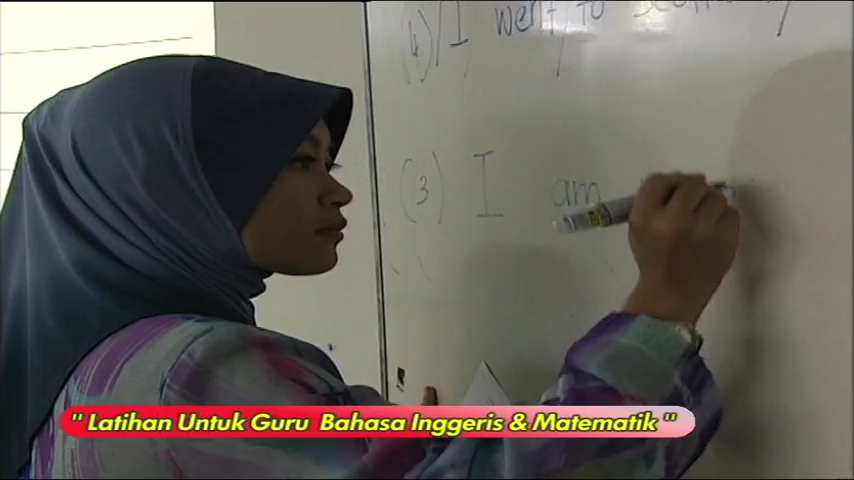 (4) I went to
(3) I am
" Latihan Untuk Guru Bahasa Inggeris & Matematik "